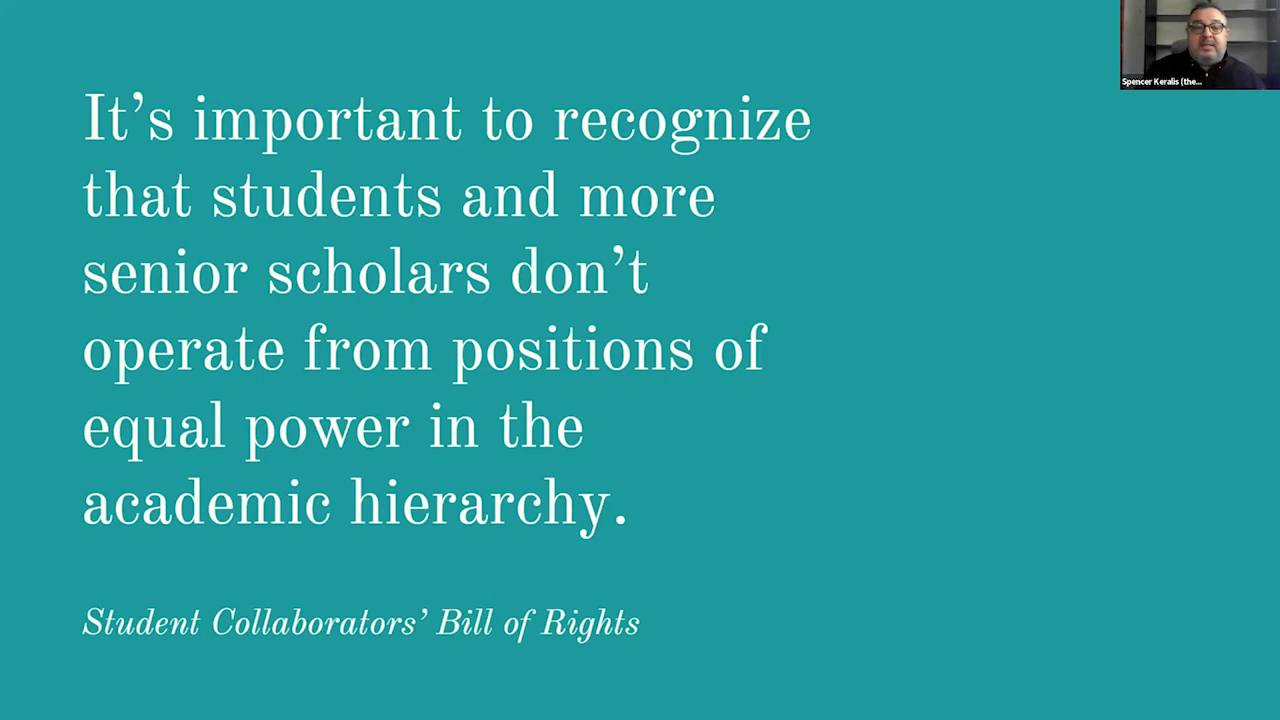 Spencer Keralis (the...
It’s important to recognize
that students and more
senior scholars don’t
operate from positions of
equal power in the
academic hierarchy.
Student Collaborators’ Bill of Rights